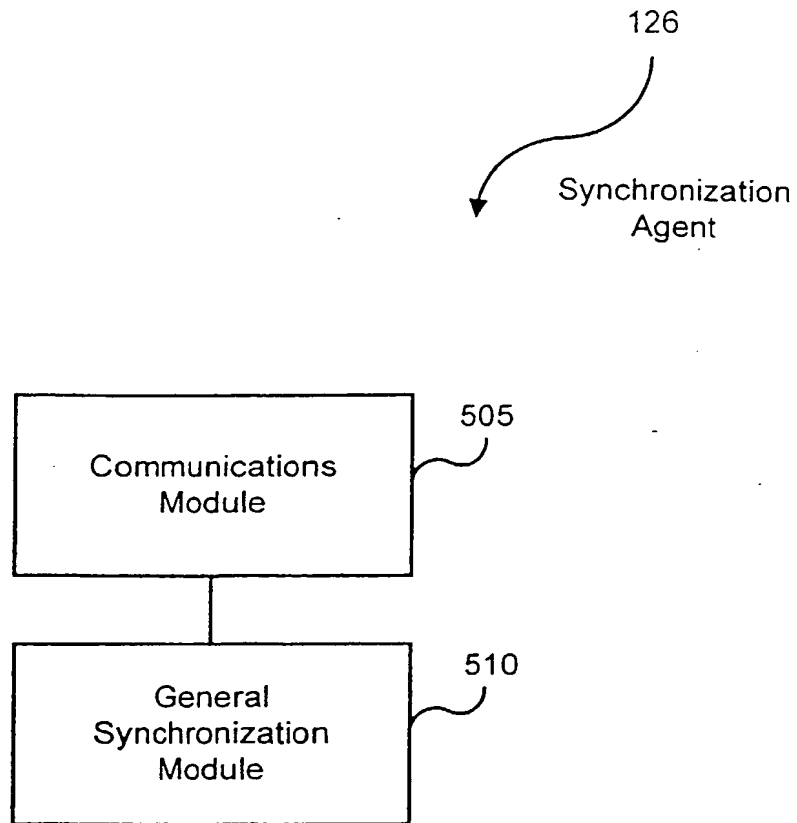 126
Synchronization
Agent
505
Communications
Module
510
General
Synchronization
Module